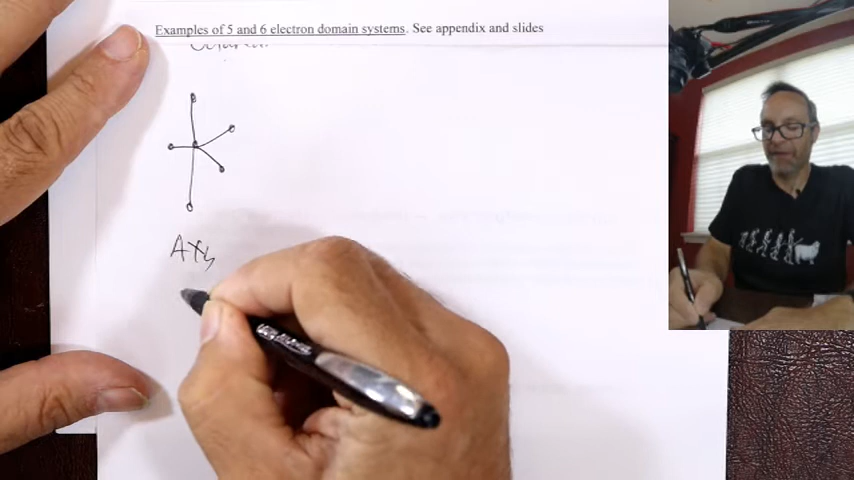 Examples of 5 and 6 electron domain systems. See appendix and slides
AX5